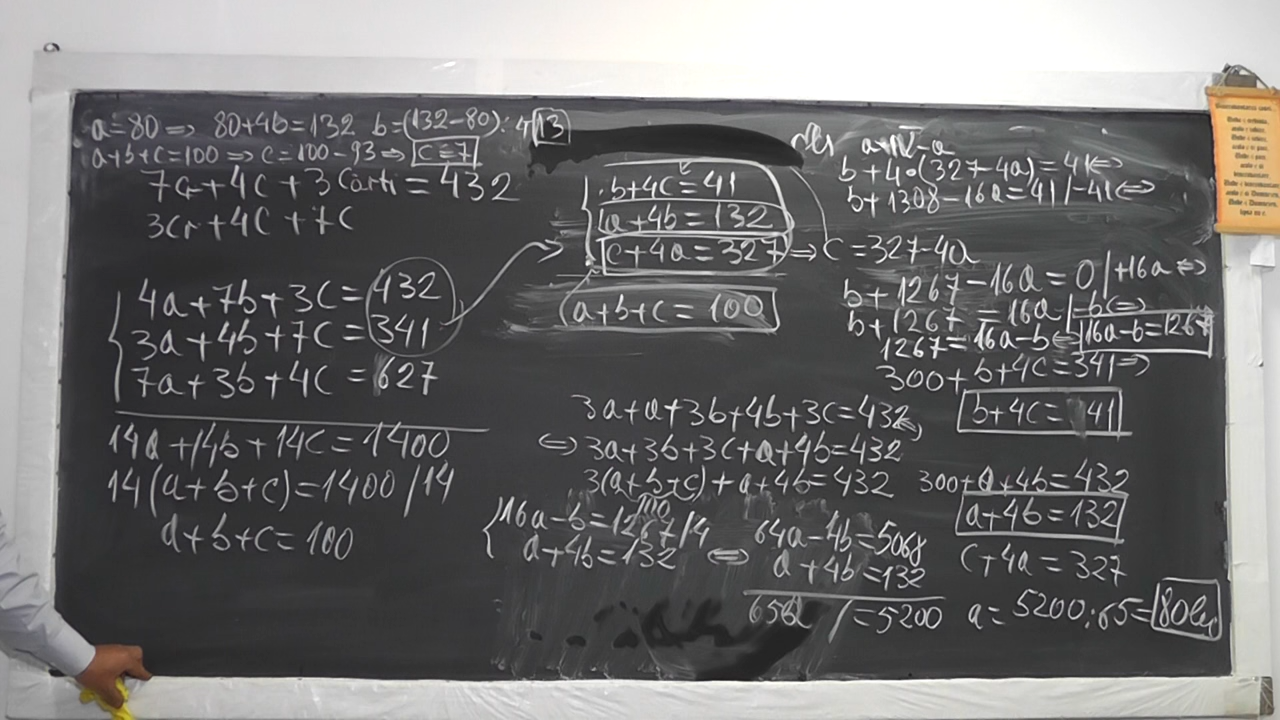 a=80 => 80+4b=132 b=(132-80):4 13
a+b+c=100 => c=100-93 => c=7
7a+4c+3 Carti=432
3Cr+4C+7C
4a+7b+3c=432
3a+4b+7c=341
7a+3b+4c=627
14a+14b+14c=1400
14(a+b+c)=1400/14
a+b+c=100
b+4c=41
a+4b=132
c+4a=327 => c=327-4a
a+b+c=100
b+4·(327-4a)=41<=>
b+1308-16a=41/-41<=>
b+1267-16a=0/+16a<=>
b+1267=16a/-b<=>
1267=16a-b<=> 16a-b=1267
300+b+4c=341=>
b+4c=41
3a+a+3b+4b+3c=432<=>
<=> 3a+3b+3c+a+4b=432
3(a+b+c)+a+4b=432
100
300+a+4b=432
a+4b=132
c+4a=327
16a-b=1267/4
a+4b=132 <=>
64a-4b=5068
a+4b=132
65a / =5200
a=5200:65=80lei